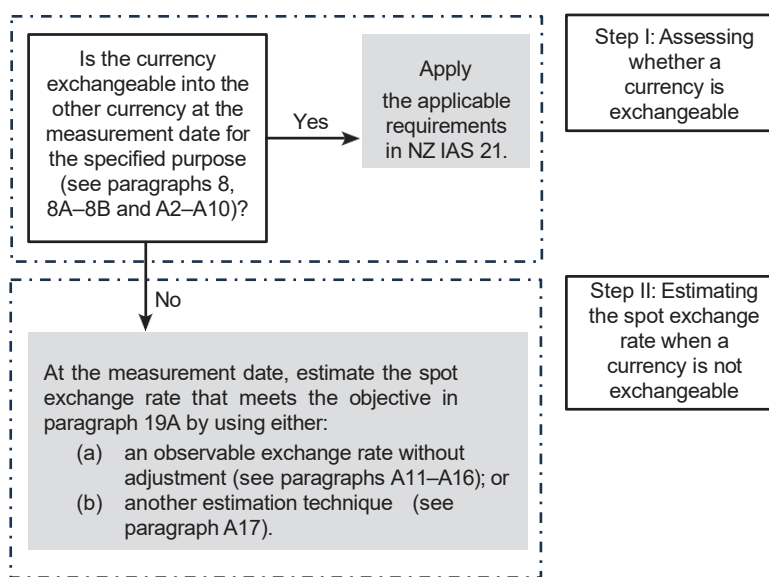 Is the currency
exchangeable into the
other currency at the
measurement date for
the specified purpose
(see paragraphs 8,
8A–8B and A2–A10)?
Yes
Apply
the applicable
requirements
in NZ IAS 21.
Step I: Assessing
whether a
currency is
exchangeable
No
At the measurement date, estimate the spot
exchange rate that meets the objective in
paragraph 19A by using either:
(a) an observable exchange rate without
adjustment (see paragraphs A11–A16); or
(b) another estimation technique (see
paragraph A17).
Step II: Estimating
the spot exchange
rate when a
currency is not
exchangeable